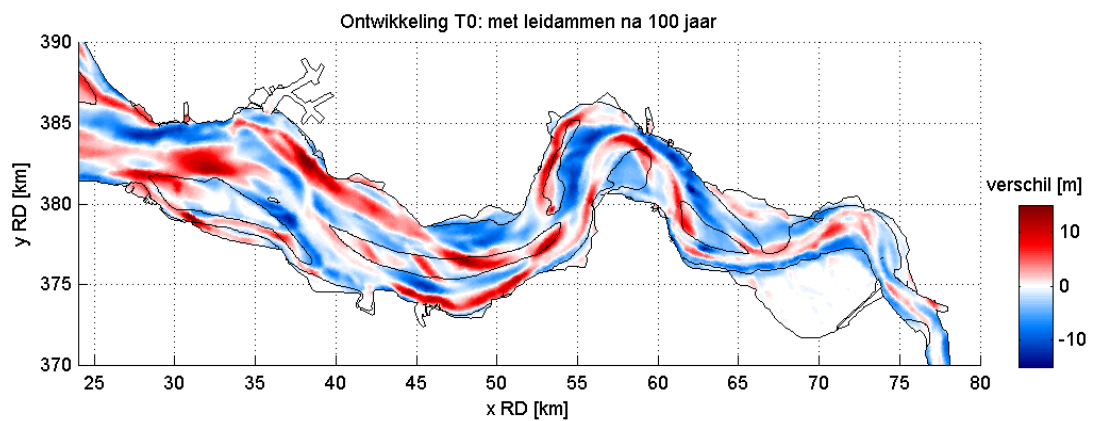 Ontwikkeling T0: met leidammen na 100 jaar
390
385
380
375
370
y RD [km]
25 30 35 40 45 50 55 60 65 70 75 80
x RD [km]
verschil [m]
10
0
-10